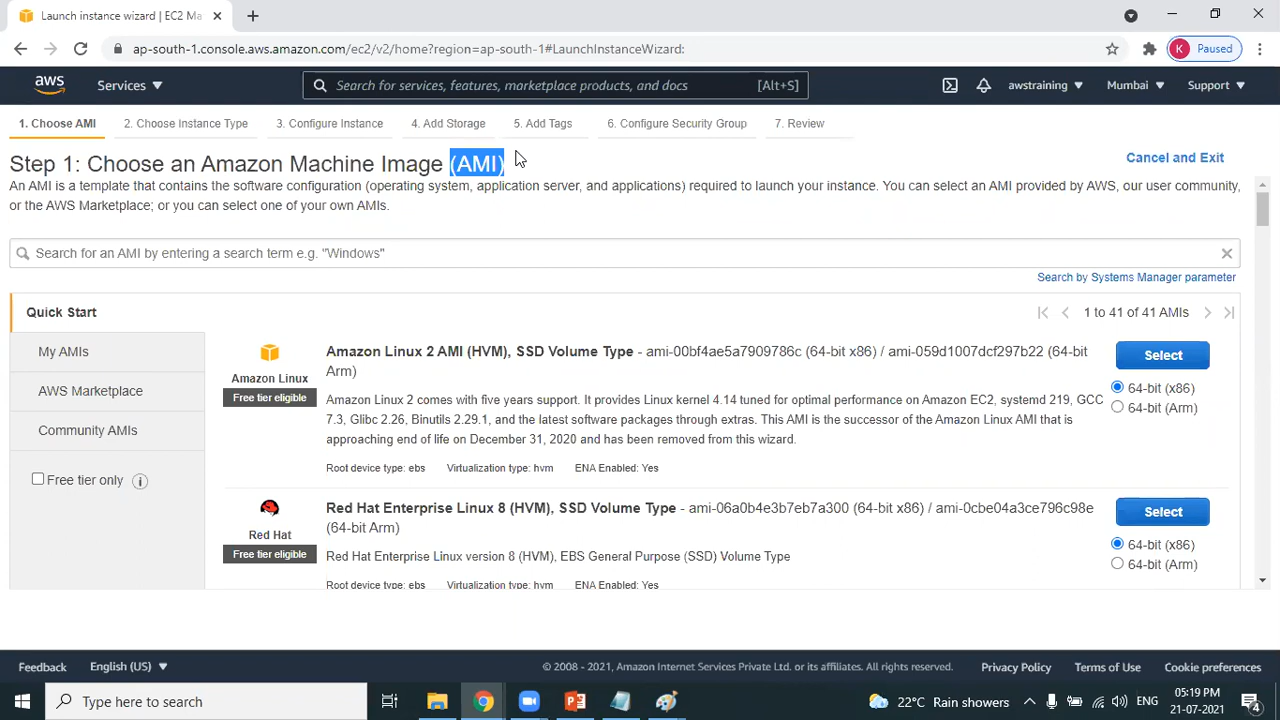 Launch instance wizard | EC2 Ma
ap-south-1.console.aws.amazon.com/ec2/v2/home?region=ap-south-1#LaunchInstanceWizard:
K Paused
aws Services Search for services, features, marketplace products, and docs [Alt+S] awstraining Mumbai Support
1. Choose AMI 2. Choose Instance Type 3. Configure Instance 4. Add Storage 5. Add Tags 6. Configure Security Group 7. Review
Step 1: Choose an Amazon Machine Image (AMI)
Cancel and Exit
An AMI is a template that contains the software configuration (operating system, application server, and applications) required to launch your instance. You can select an AMI provided by AWS, our user community,
or the AWS Marketplace; or you can select one of your own AMIs.
Search for an AMI by entering a search term e.g. "Windows"
Search by Systems Manager parameter
Quick Start
1 to 41 of 41 AMIs
My AMIs
AWS Marketplace
Community AMIs
Free tier only
Amazon Linux
Free tier eligible
Amazon Linux 2 AMI (HVM), SSD Volume Type - ami-00bf4ae5a7909786c (64-bit x86) / ami-059d1007dcf297b22 (64-bit
Arm)
Amazon Linux 2 comes with five years support. It provides Linux kernel 4.14 tuned for optimal performance on Amazon EC2, systemd 219, GCC
7.3, Glibc 2.26, Binutils 2.29.1, and the latest software packages through extras. This AMI is the successor of the Amazon Linux AMI that is
approaching end of life on December 31, 2020 and has been removed from this wizard.
Root device type: ebs Virtualization type: hvm ENA Enabled: Yes
Select
64-bit (x86)
64-bit (Arm)
Red Hat
Free tier eligible
Red Hat Enterprise Linux 8 (HVM), SSD Volume Type - ami-06a0b4e3b7eb7a300 (64-bit x86) / ami-0cbe04a3ce796c98e
(64-bit Arm)
Red Hat Enterprise Linux version 8 (HVM), EBS General Purpose (SSD) Volume Type
Root device type: ebs Virtualization type: hvm ENA Enabled: Yes
Select
64-bit (x86)
64-bit (Arm)
Feedback English (US) © 2008 - 2021, Amazon Internet Services Private Ltd. or its affiliates. All rights reserved. Privacy Policy Terms of Use Cookie preferences
Type here to search
22°C Rain showers
ENG
05:19 PM
21-07-2021
4